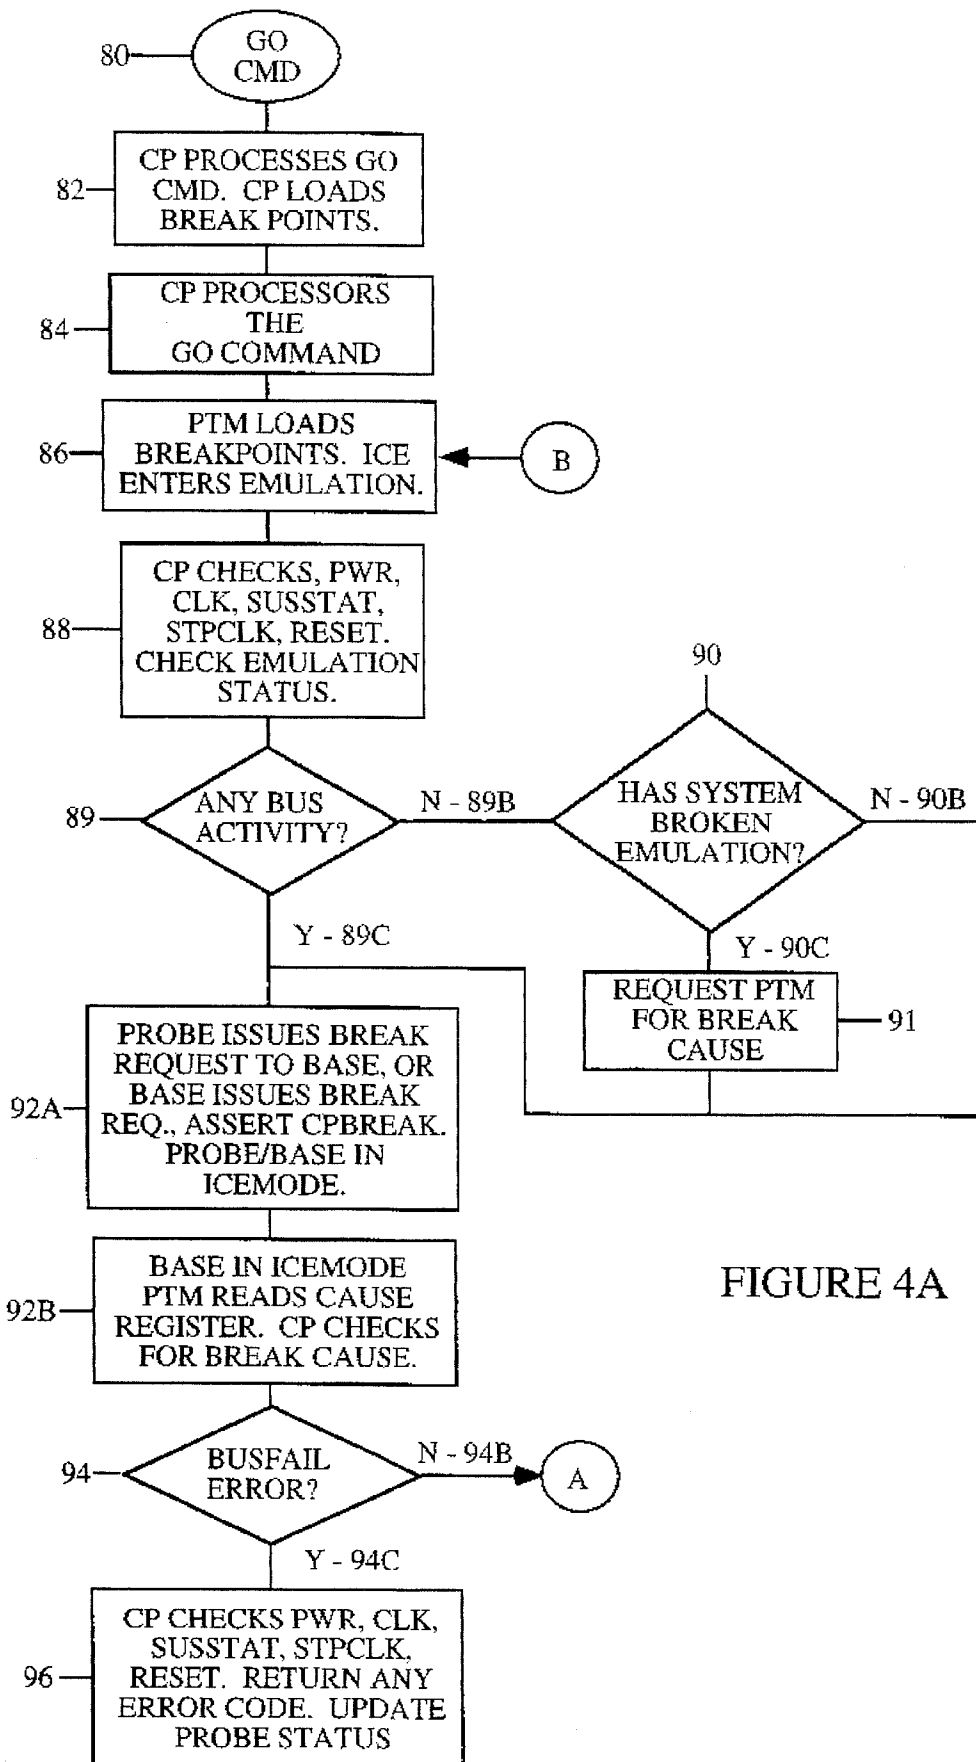 80
GO
CMD
82
CP PROCESSES GO
CMD. CP LOADS
BREAK POINTS.
84
CP PROCESSORS
THE
GO COMMAND
86
PTM LOADS
BREAKPOINTS. ICE
ENTERS EMULATION.
B
88
CP CHECKS, PWR,
CLK, SUSSTAT,
STPCLK, RESET.
CHECK EMULATION
STATUS.
89
ANY BUS
ACTIVITY?
N - 89B
90
HAS SYSTEM
BROKEN
EMULATION?
N - 90B
Y - 89C
Y - 90C
REQUEST PTM
FOR BREAK
CAUSE
91
92A
PROBE ISSUES BREAK
REQUEST TO BASE, OR
BASE ISSUES BREAK
REQ., ASSERT CPBREAK.
PROBE/BASE IN
ICEMODE.
92B
BASE IN ICEMODE
PTM READS CAUSE
REGISTER. CP CHECKS
FOR BREAK CAUSE.
FIGURE 4A
94
BUSFAIL
ERROR?
N - 94B
A
Y - 94C
96
CP CHECKS PWR, CLK,
SUSSTAT, STPCLK,
RESET. RETURN ANY
ERROR CODE. UPDATE
PROBE STATUS